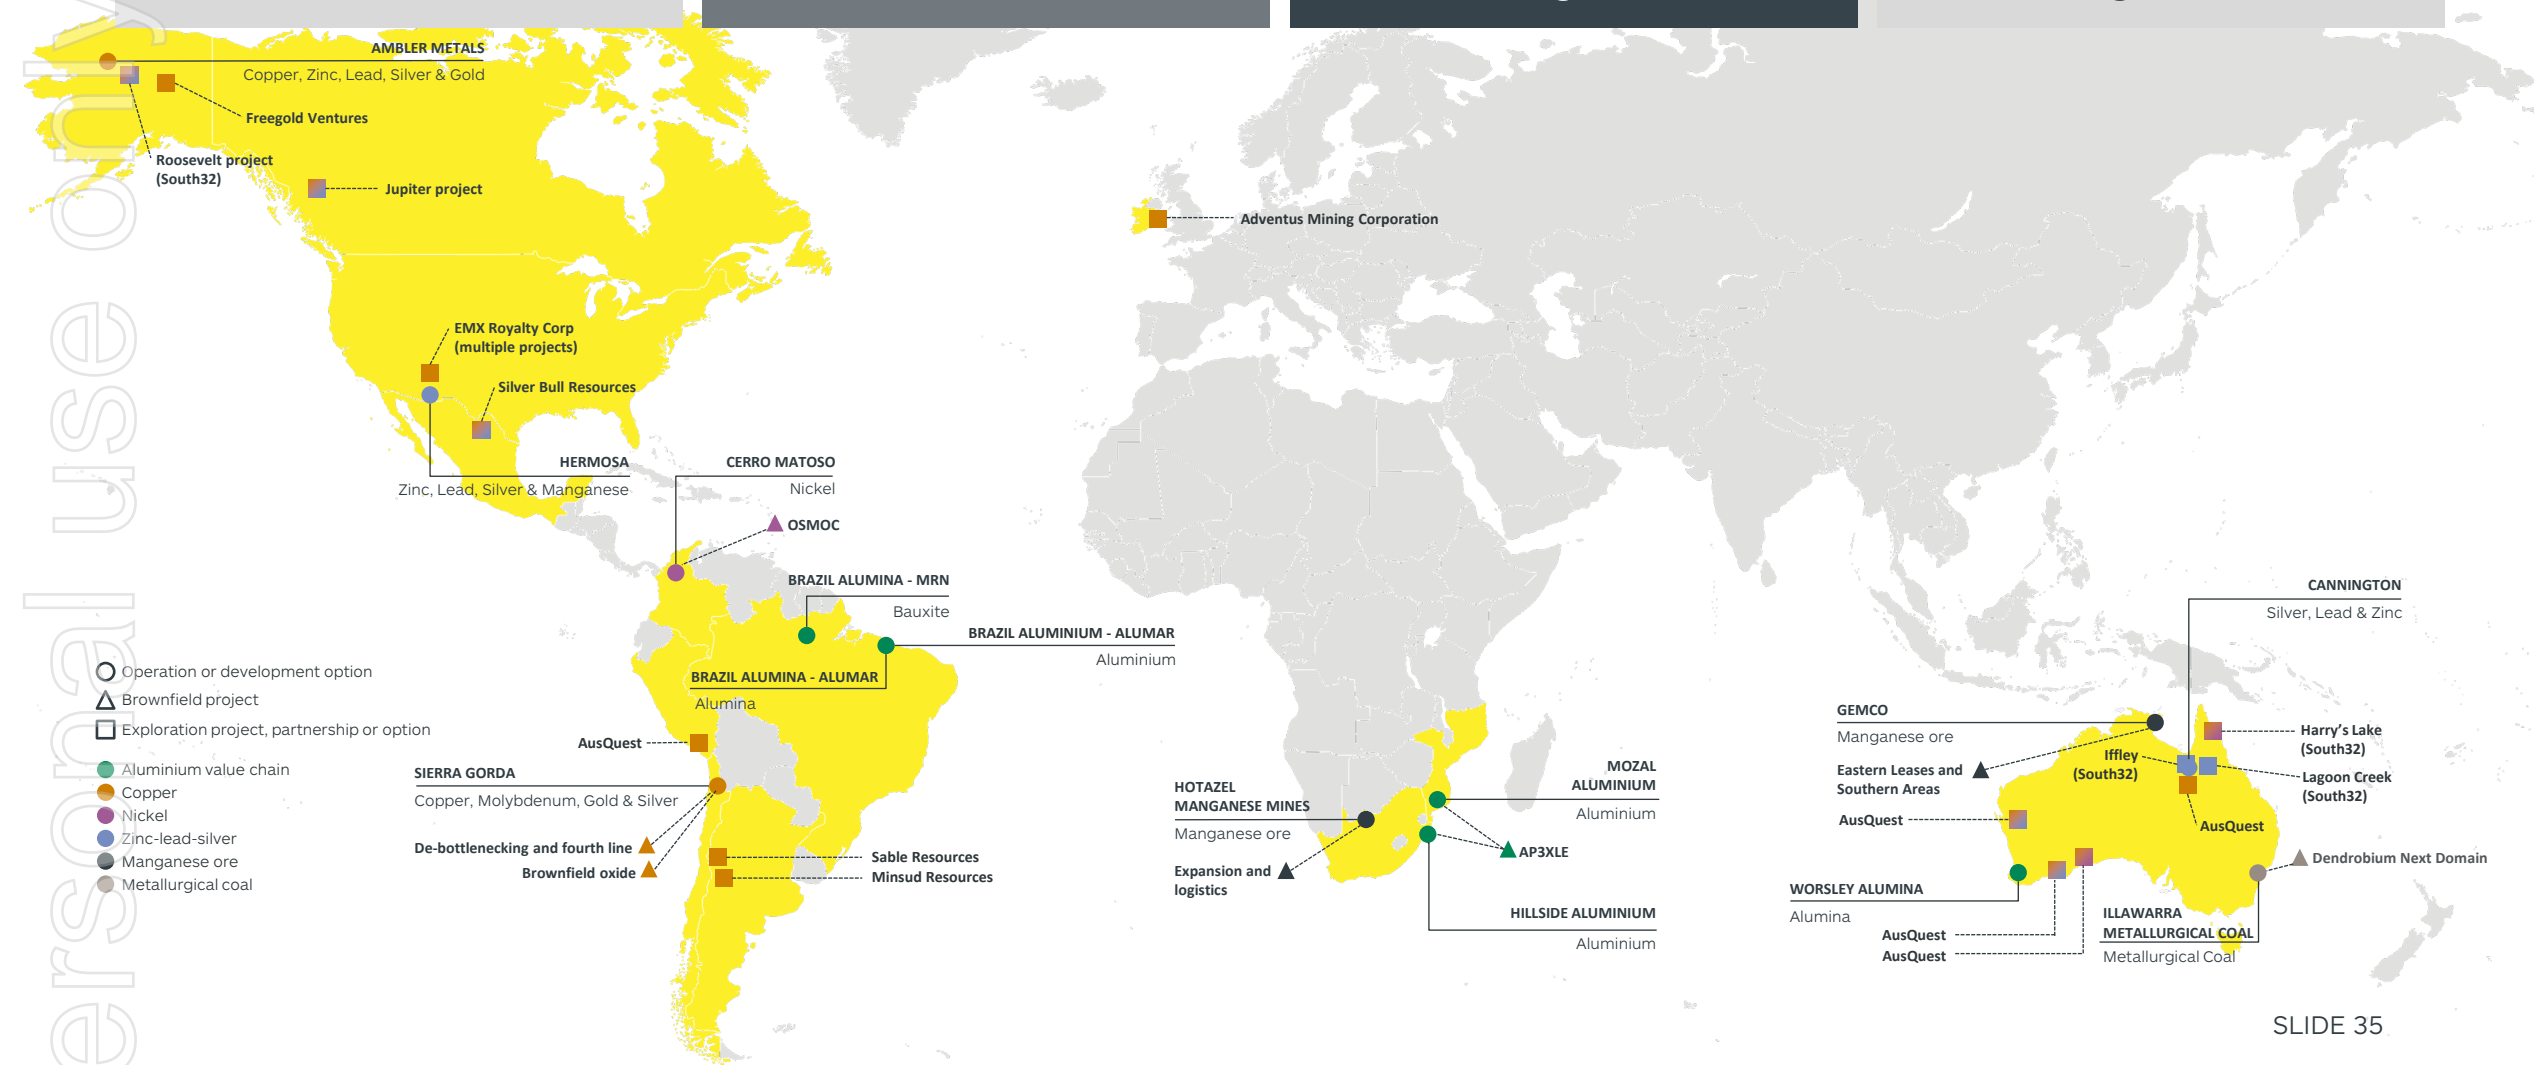 AMBLER METALS
Copper, Zinc, Lead, Silver & Gold
Freegold Ventures
Roosevelt project
(South32)
Jupiter project
Adventus Mining Corporation
EMX Royalty Corp
(multiple projects)
Silver Bull Resources
HERMOSA
Zinc, Lead, Silver & Manganese
CERRO MATOSO
Nickel
OSMOC
BRAZIL ALUMINA - MRN
Bauxite
BRAZIL ALUMINIUM - ALUMAR
Aluminium
BRAZIL ALUMINA - ALUMAR
Alumina
Operation or development option
Brownfield project
Exploration project, partnership or option
Aluminium value chain
Copper
Nickel
Zinc-lead-silver
Manganese ore
Metallurgical coal
AusQuest
SIERRA GORDA
Copper, Molybdenum, Gold & Silver
De-bottlenecking and fourth line
Brownfield oxide
Sable Resources
Minsud Resources
HOTAZEL
MANGANESE MINES
Manganese ore
Expansion and
logistics
MOZAL
ALUMINIUM
Aluminium
AP3XLE
HILLSIDE ALUMINIUM
Aluminium
CANNINGTON
Silver, Lead & Zinc
GEMCO
Manganese ore
Eastern Leases and
Southern Areas
Iffley
(South32)
Harry's Lake
(South32)
Lagoon Creek
(South32)
AusQuest
AusQuest
Dendrobium Next Domain
WORSLEY ALUMINA
Alumina
AusQuest
AusQuest
ILLAWARRA
METALLURGICAL COAL
Metallurgical Coal
SLIDE 35
ersonal use only